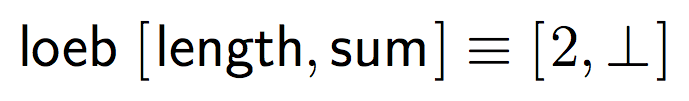 loeb [length, sum] ≡ [2, ⊥]